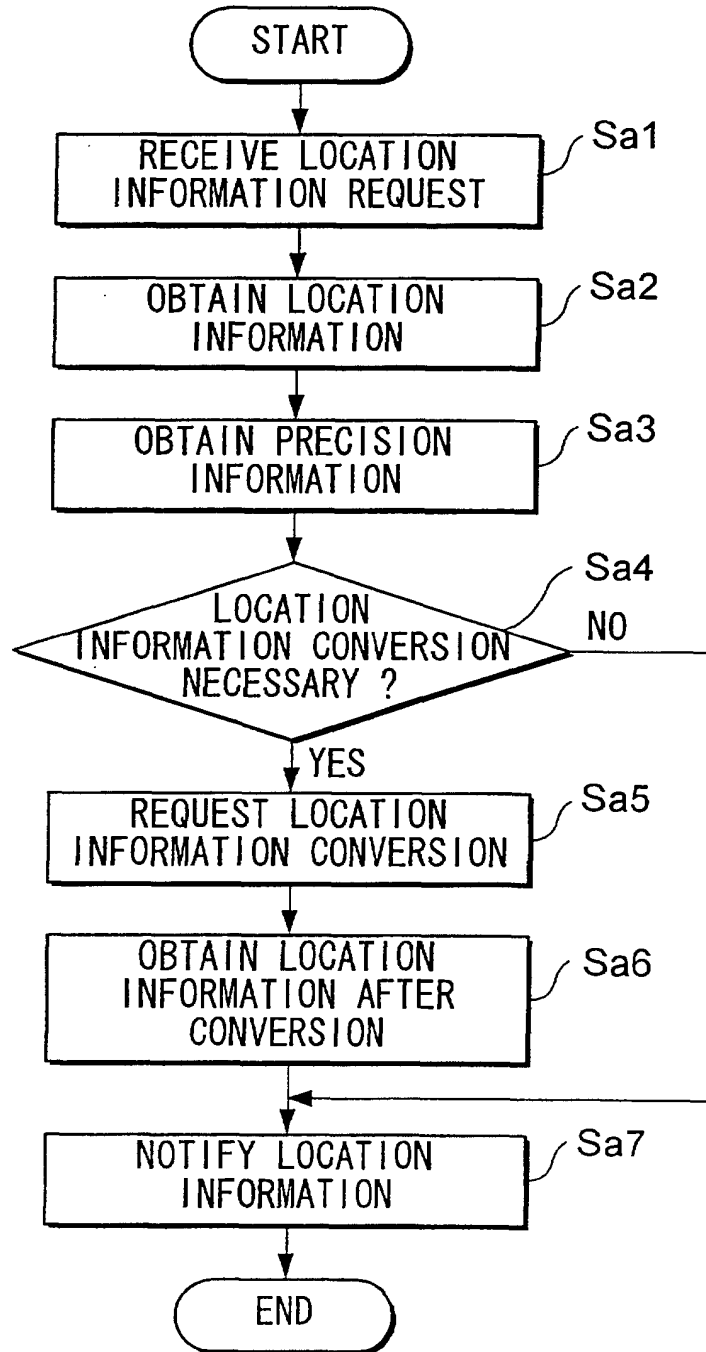 START
Sa1
RECEIVE LOCATION
INFORMATION REQUEST
Sa2
OBTAIN LOCATION
INFORMATION
Sa3
OBTAIN PRECISION
INFORMATION
Sa4
LOCATION
INFORMATION CONVERSION
NECESSARY ?
NO
YES
Sa5
REQUEST LOCATION
INFORMATION CONVERSION
Sa6
OBTAIN LOCATION
INFORMATION AFTER
CONVERSION
Sa7
NOTIFY LOCATION
INFORMATION
END